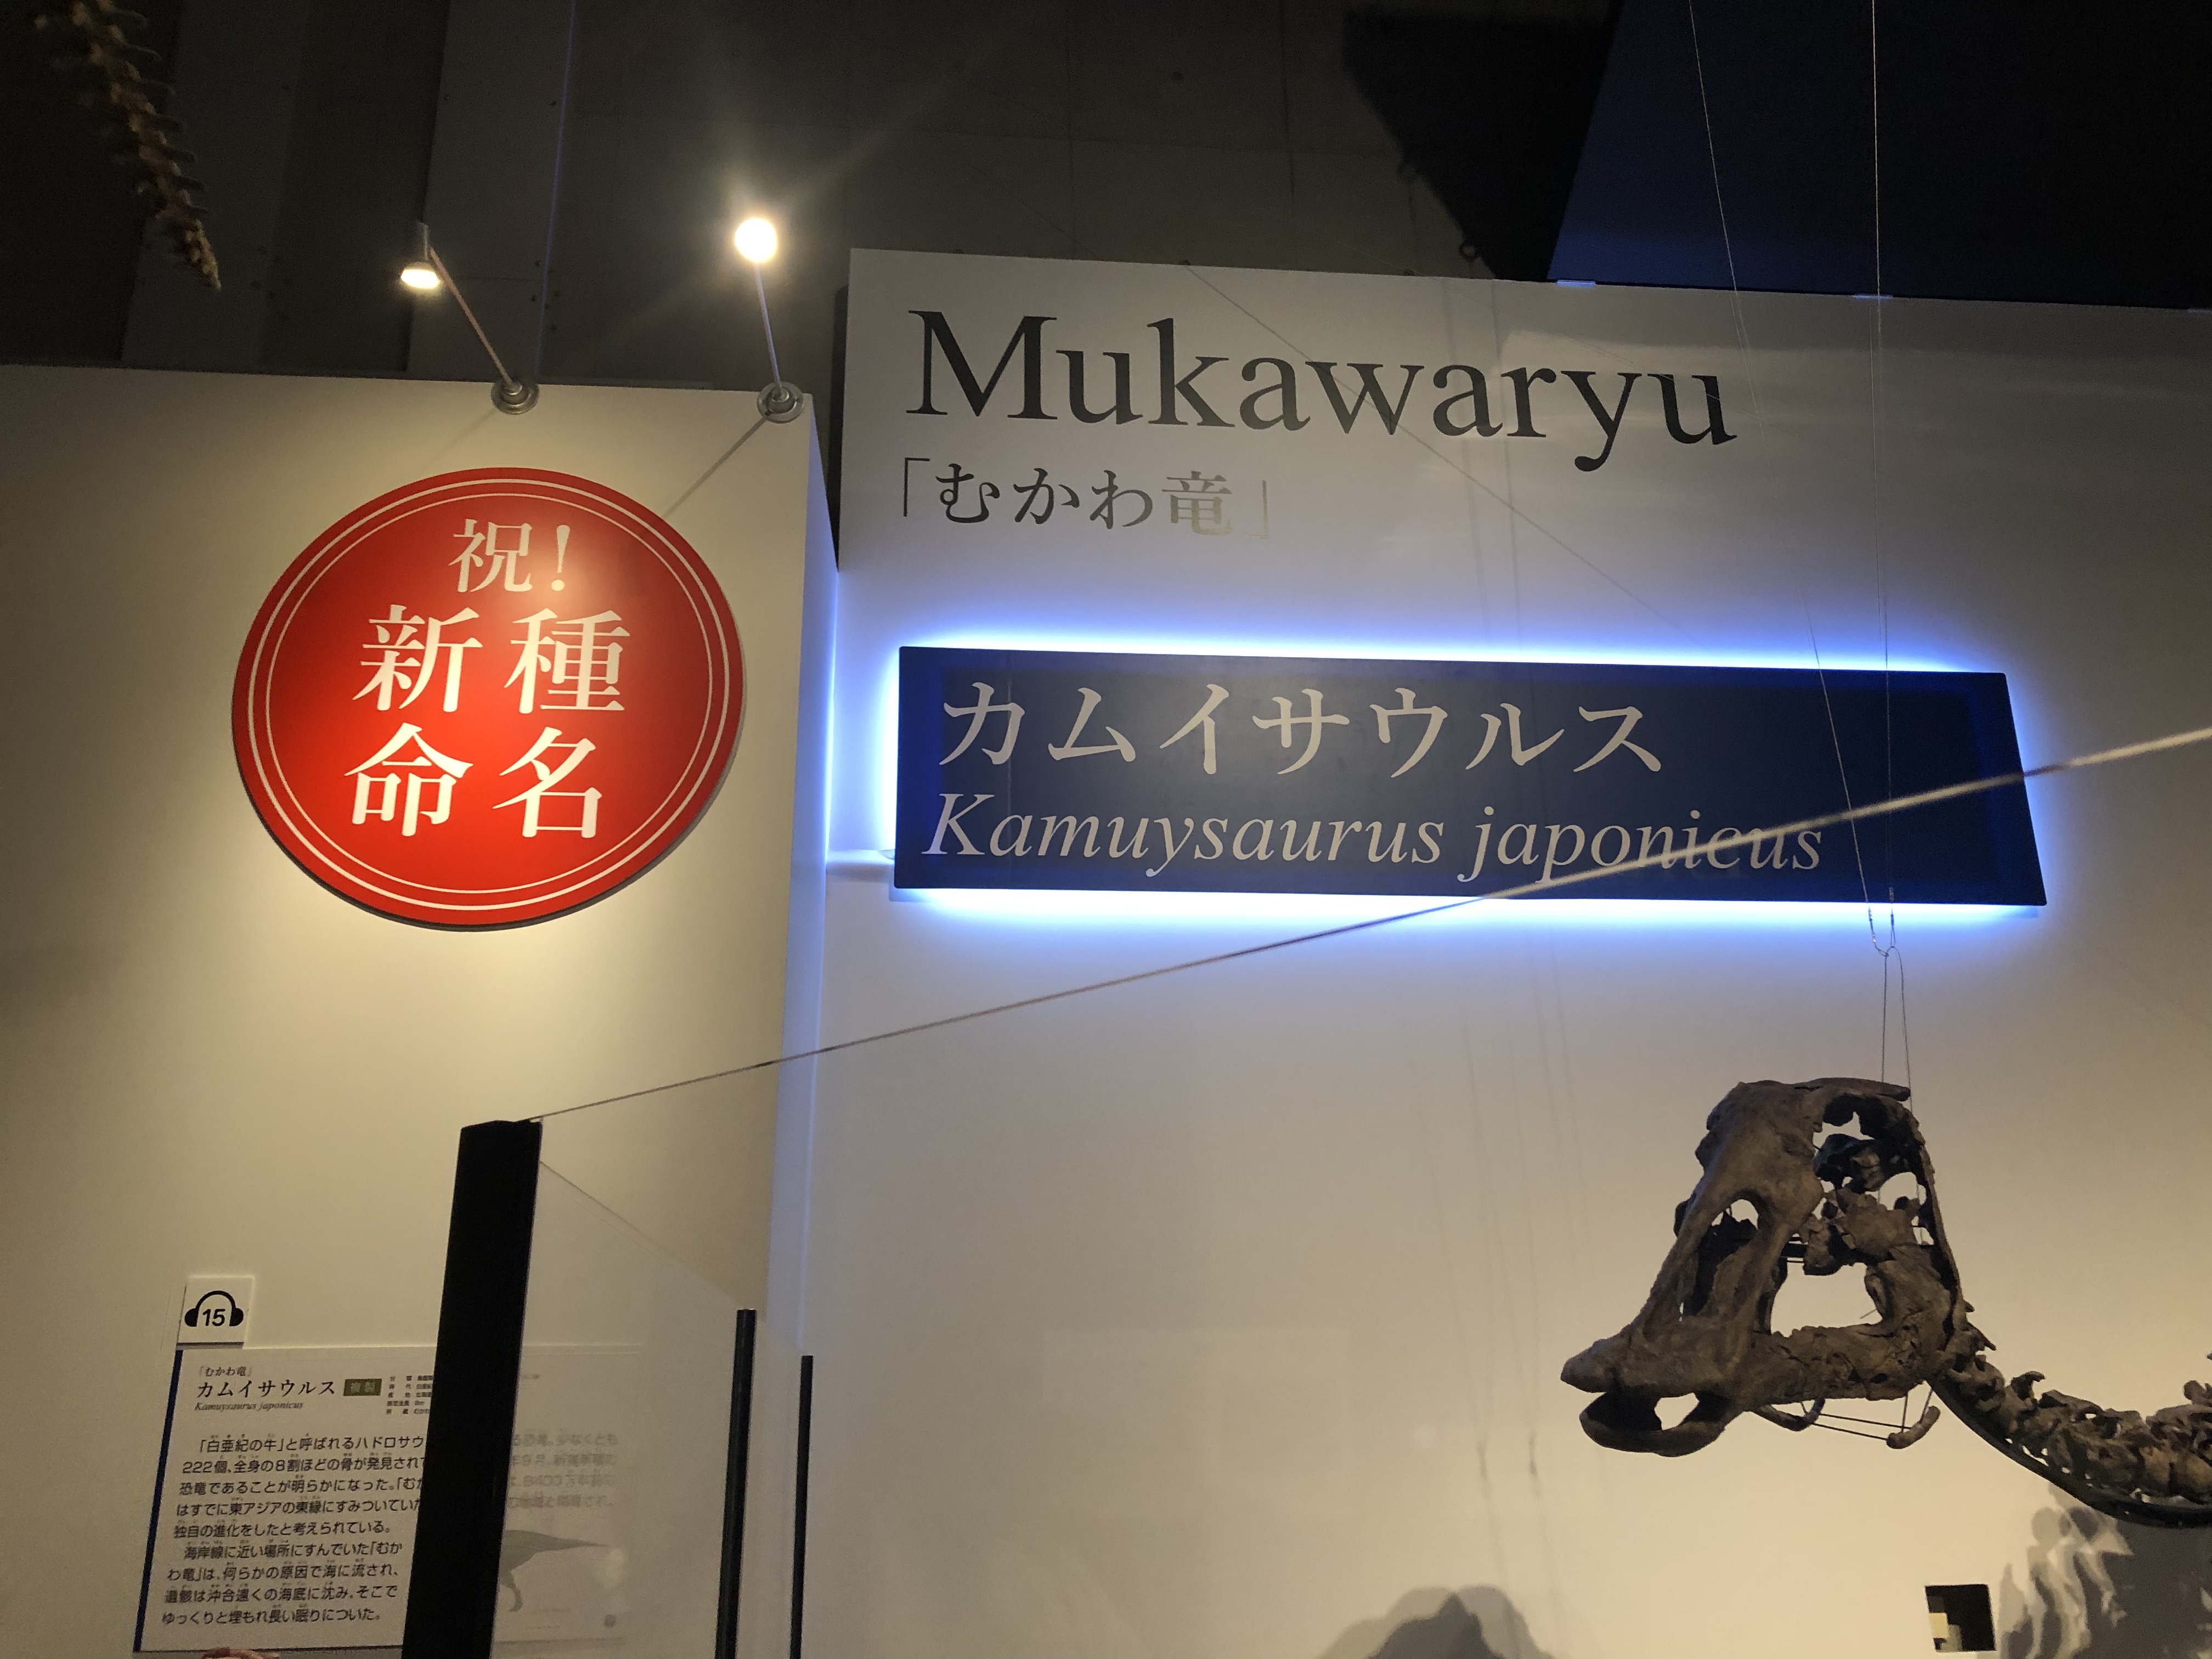 Mukawaryu
「むかわ竜」
祝!
新種
命名
カムイサウルス
Kamuysaurus japonicus
15
「むかわ竜」
カムイサウルス 複製
Kamuysaurus japonicus
「白亜紀の牛」と呼ばれるハドロサウ
222個、全身の8割ほどの骨が発見され
恐竜であることが明らかになった。「む
はすでに東アジアの東縁にすみついてい
独自の進化をしたと考えられている。
海岸線に近い場所にすんでいた「むか
わ竜」は、何らかの原因で海に流され、
遺骸は沖合遠くの海底に沈み、そこで
ゆっくりと埋もれ長い眠りについた。